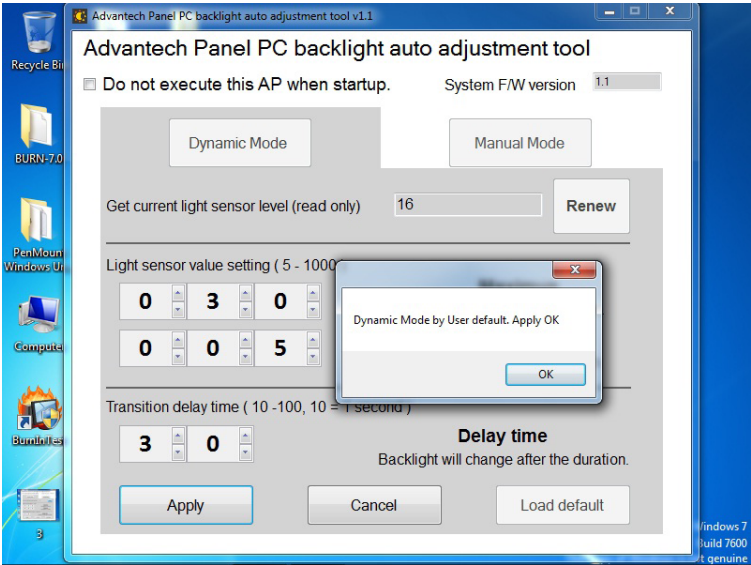 Advantech Panel PC backlight auto adjustment tool v1.1
Advantech Panel PC backlight auto adjustment tool
Do not execute this AP when startup.
System F/W version
1.1
Dynamic Mode
Manual Mode
Get current light sensor level (read only)
16
Renew
Light sensor value setting ( 5 - 1000
0 3 0
0 0 5
Dynamic Mode by User default. Apply OK
OK
Transition delay time ( 10 -100, 10 = 1 second )
3 0
Delay time
Backlight will change after the duration.
Apply
Cancel
Load default
Recycle Bi
BURN-7.0
PenMoun
Windows U
Compute
BurnInTes
3
indows 7
uild 7600
t genuine